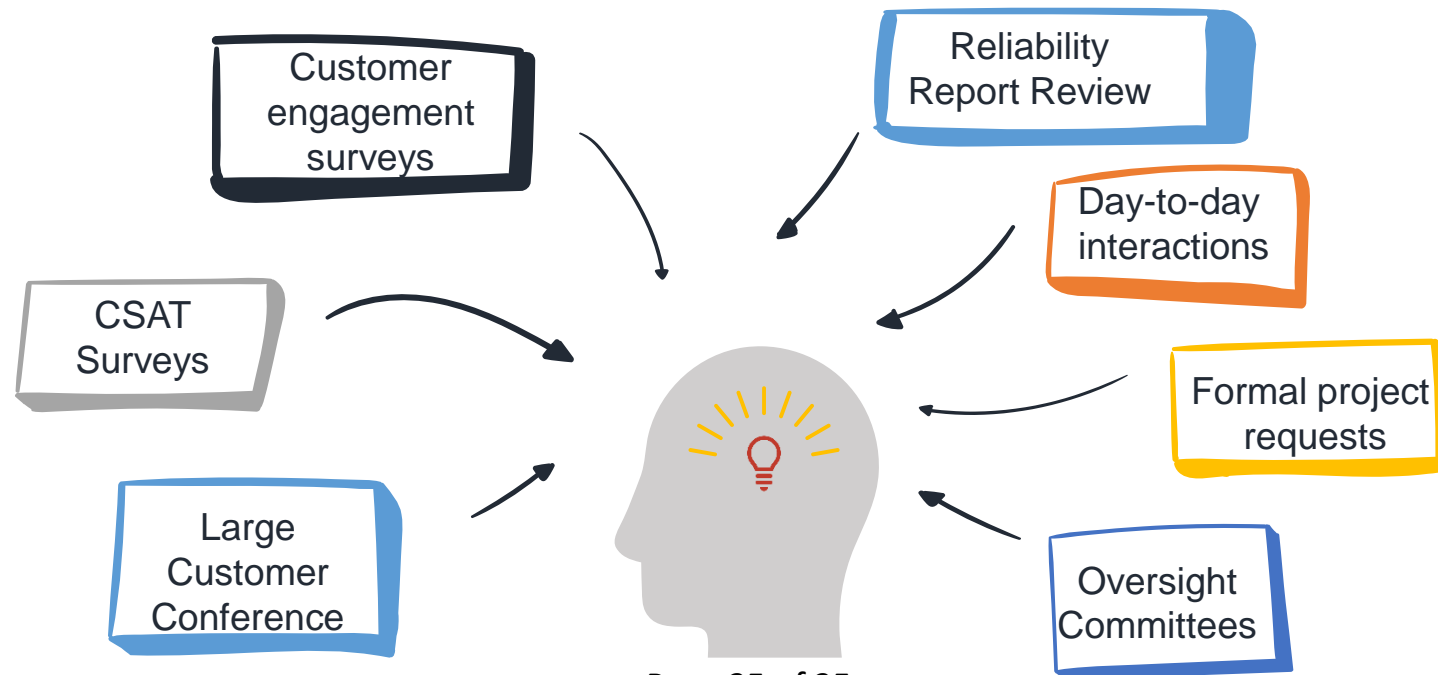 Customer
engagement
surveys
Reliability
Report Review
Day-to-day
interactions
CSAT
Surveys
Formal project
requests
Large
Customer
Conference
Oversight
Committees